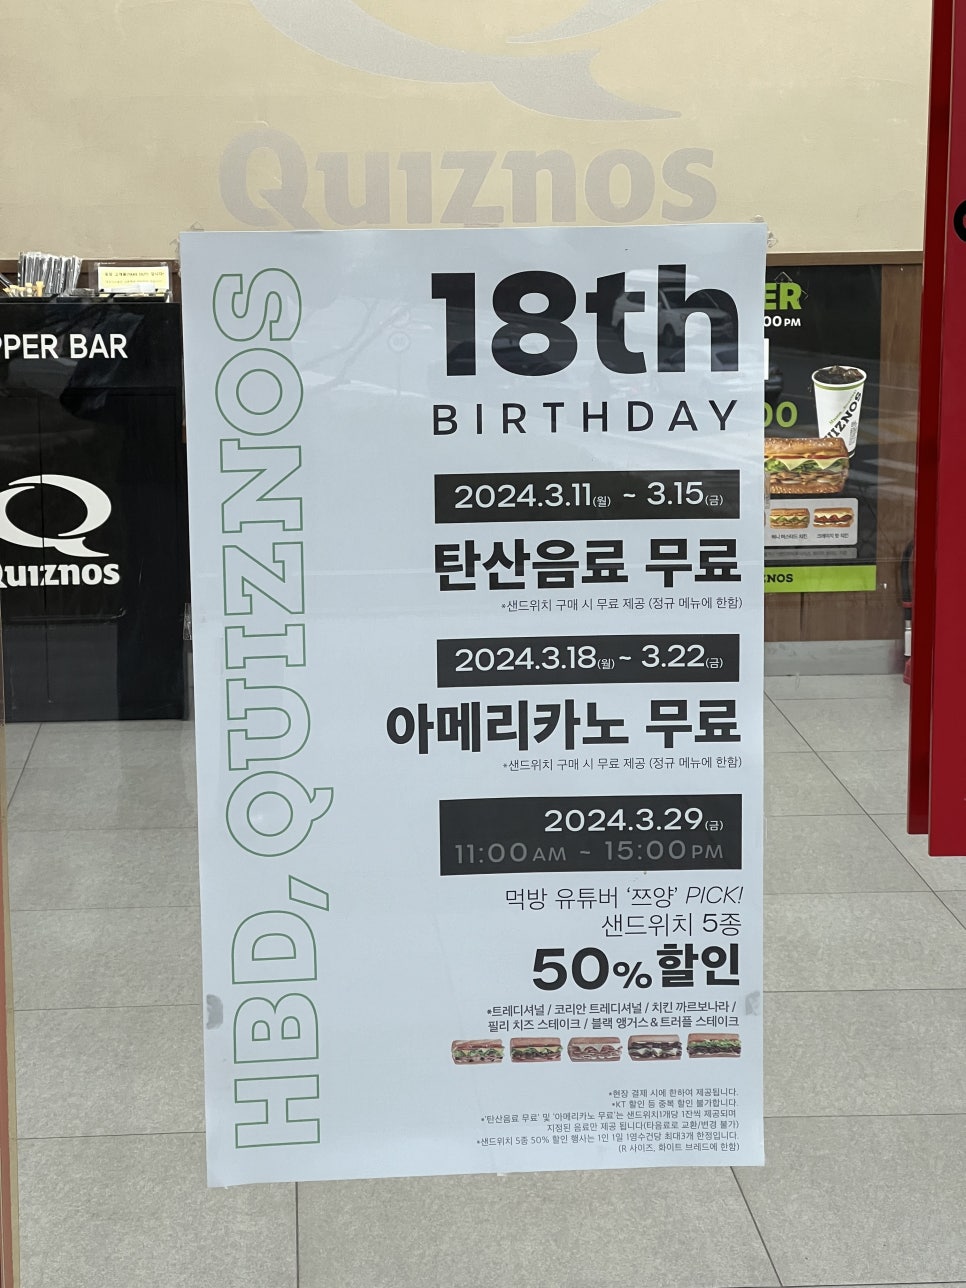 Quiznos
PPER BAR
Quiznos
HBD, QUIZNOS
18th
BIRTHDAY
2024.3.11(월) ~ 3.15(금)
탄산음료 무료
*샌드위치 구매 시 무료 제공 (정규 메뉴에 한함)
2024.3.18(월) ~ 3.22(금)
아메리카노 무료
*샌드위치 구매 시 무료 제공 (정규 메뉴에 한함)
2024.3.29(금)
11:00 AM ~ 15:00 PM
먹방 유튜버 '쯔양' PICK!
샌드위치 5종
50% 할인
*트레디셔널 / 코리안 트레디셔널 / 치킨 까르보나라 /
필리 치즈 스테이크 / 블랙 앵거스 & 트러플 스테이크
*현장 결제 시에 한하여 제공됩니다.
*KT 할인 등 중복 할인 불가합니다.
*'탄산음료 무료' 및 '아메리카노 무료'는 샌드위치1개당 1잔씩 제공되며
지정된 음료만 제공 됩니다(타음료로 교환/변경 불가)
*샌드위치 5종 50% 할인 행사는 1인 1일 1영수건당 최대3개 한정입니다.
(R 사이즈, 화이트 브레드에 한함)
ER
00 PM
00
UIZNOS
ZNOS